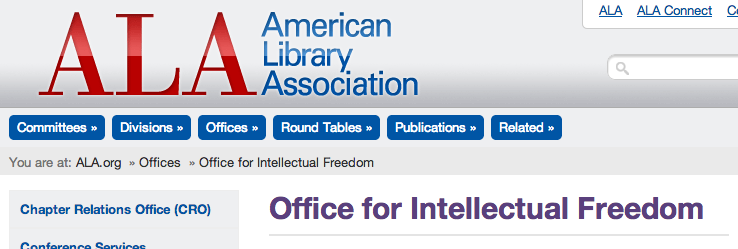 ALA
American
Library
Association
ALA ALA Connect
Committees » Divisions » Offices » Round Tables » Publications » Related »
You are at: ALA.org » Offices » Office for Intellectual Freedom
Chapter Relations Office (CRO)
Office for Intellectual Freedom
Conference Services